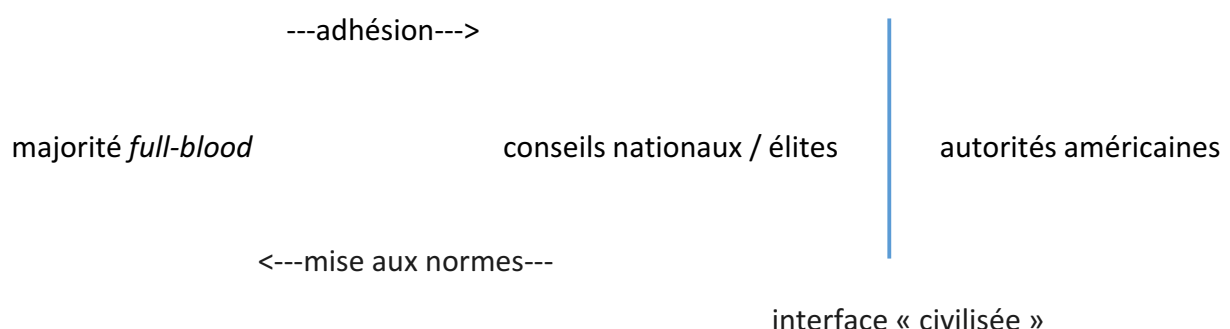 ---adhésion--->
majorité full-blood conseils nationaux / élites autorités américaines
<---mise aux normes---
interface « civilisée »